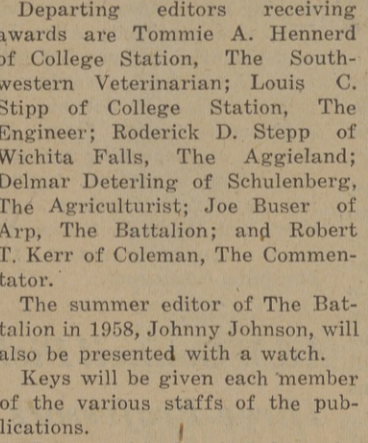 Departing editors receiving
awards are Tommie A. Hennerd
of College Station, The South-
western Veterinarian; Louis C.
Stipp of College Station, The
Engineer; Roderick D. Stepp of
Wichita Falls, The Aggieland;
Delmar Deterling of Schulenberg,
The Agriculturist; Joe Buser of
Arp, The Battalion; and Robert
T. Kerr of Coleman, The Commen-
tator.
The summer editor of The Bat-
talion in 1958, Johnny Johnson, will
also be presented with a watch.
Keys will be given each member
of the various staffs of the pub-
lications.